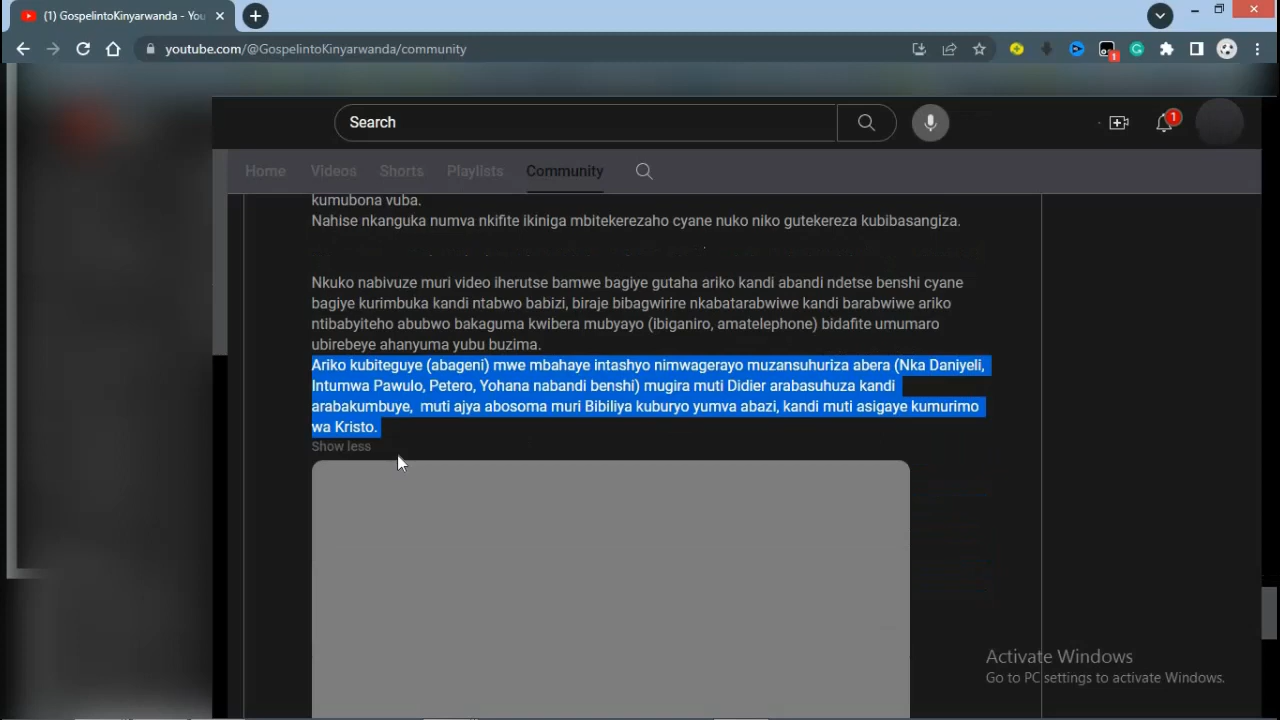 (1) GospelintoKinyarwanda - You
youtube.com/@GospelintoKinyarwanda/community
1
Search
1
Home Videos Shorts Playlists Community
kumubona vuba.
Nahise nkanguka numva nkifite ikiniga mbitekerezaho cyane nuko niko gutekereza kubibasangiza.
Nkuko nabivuze muri video iherutse bamwe bagiye gutaha ariko kandi abandi ndetse benshi cyane
bagiye kurimbuka kandi ntabwo babizi, biraje bibagwirire nkabatarabwiwe kandi barabwiwe ariko
ntibabyiteho abubwo bakaguma kwibera mubyayo (ibiganiro, amatelephone) bidafite umumaro
ubirebeye ahanyuma yubu buzima.
Ariko kubiteguye (abageni) mwe mbahaye intashyo nimwagerayo muzansuhuriza abera (Nka Daniyeli,
Intumwa Pawulo, Petero, Yohana nabandi benshi) mugira muti Didier arabasuhuza kandi
arabakumbuye, muti ajya abosoma muri Bibiliya kuburyo yumva abazi, kandi muti asigaye kumurimo
wa Kristo.
Show less
Activate Windows
Go to PC settings to activate Windows.